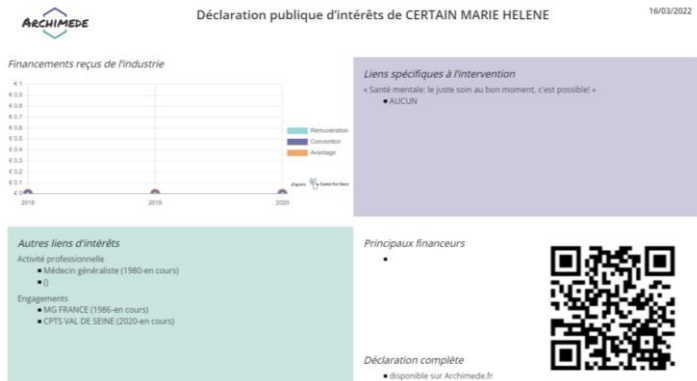 ARCHIMEDE
Déclaration publique d'intérêts de CERTAIN MARIE HELENE
16/03/2022
Financements reçus de l'industrie
€ 1
€ 0.9
€ 0.8
€ 0.7
€ 0.6
€ 0.5
€ 0.4
€ 0.3
€ 0.2
€ 0.1
€ 0
2018
2019
2020
Rémunération
Convention
Avantage
d'après Euros for Docs
Liens spécifiques à l'intervention
« Santé mentale: le juste soin au bon moment, c'est possible! »
▪ AUCUN
Autres liens d'intérêts
Activité professionnelle
▪ Médecin généraliste (1980-en cours)
▪ ()
Engagements
▪ MG FRANCE (1986-en cours)
▪ CPTS VAL DE SEINE (2020-en cours)
Principaux financeurs
▪
Déclaration complète
▪ disponible sur Archimede.fr